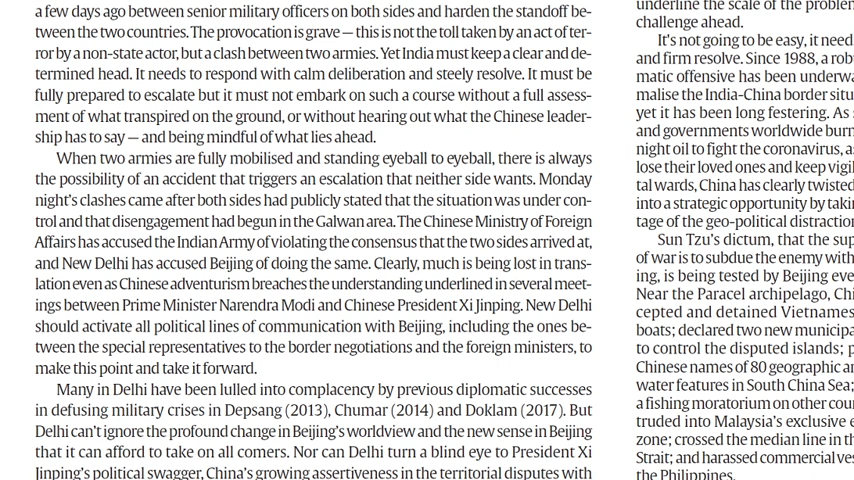 a few days ago between senior military officers on both sides and harden the standoff be-
tween the two countries. The provocation is grave — this is not the toll taken by an act of ter-
ror by a non-state actor, but a clash between two armies. Yet India must keep a clear and de-
termined head. It needs to respond with calm deliberation and steely resolve. It must be
fully prepared to escalate but it must not embark on such a course without a full assess-
ment of what transpired on the ground, or without hearing out what the Chinese leader-
ship has to say — and being mindful of what lies ahead.
When two armies are fully mobilised and standing eyeball to eyeball, there is always
the possibility of an accident that triggers an escalation that neither side wants. Monday
night's clashes came after both sides had publicly stated that the situation was under con-
trol and that disengagement had begun in the Galwan area. The Chinese Ministry of Foreign
Affairs has accused the Indian Army of violating the consensus that the two sides arrived at,
and New Delhi has accused Beijing of doing the same. Clearly, much is being lost in trans-
lation even as Chinese adventurism breaches the understanding underlined in several meet-
ings between Prime Minister Narendra Modi and Chinese President Xi Jinping. New Delhi
should activate all political lines of communication with Beijing, including the ones be-
tween the special representatives to the border negotiations and the foreign ministers, to
make this point and take it forward.
Many in Delhi have been lulled into complacency by previous diplomatic successes
in defusing military crises in Depsang (2013), Chumar (2014) and Doklam (2017). But
Delhi can't ignore the profound change in Beijing's worldview and the new sense in Beijing
that it can afford to take on all comers. Nor can Delhi turn a blind eye to President Xi
Jinping's political swagger, China's growing assertiveness in the territorial disputes with
underline the scale of the problem
challenge ahead.
It's not going to be easy, it need
and firm resolve. Since 1988, a robu
matic offensive has been underwa
malise the India-China border situ
yet it has been long festering. As
and governments worldwide burn
night oil to fight the coronavirus, a
lose their loved ones and keep vigil
tal wards, China has clearly twisted
into a strategic opportunity by takin
tage of the geo-political distraction
Sun Tzu's dictum, that the sup
of war is to subdue the enemy with
ing, is being tested by Beijing eve
Near the Paracel archipelago, Chi
cepted and detained Vietnames
boats; declared two new municipa
to control the disputed islands; p
Chinese names of 80 geographic an
water features in South China Sea;
a fishing moratorium on other cou
truded into Malaysia's exclusive e
zone; crossed the median line in th
Strait; and harassed commercial ves
the Philippines.